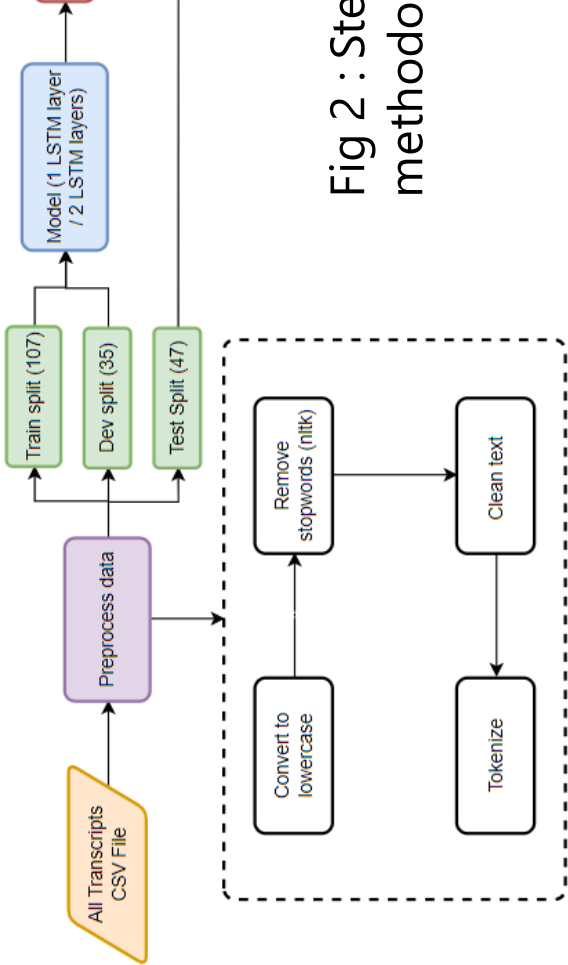 All Transcripts
CSV File
Preprocess data
Train split (107)
Dev split (35)
Test Split (47)
Model (1 LSTM layer
/ 2 LSTM layers)
Convert to
lowercase
Remove
stopwords (nltk)
Clean text
Tokenize
Fig 2 : Ste
methodo